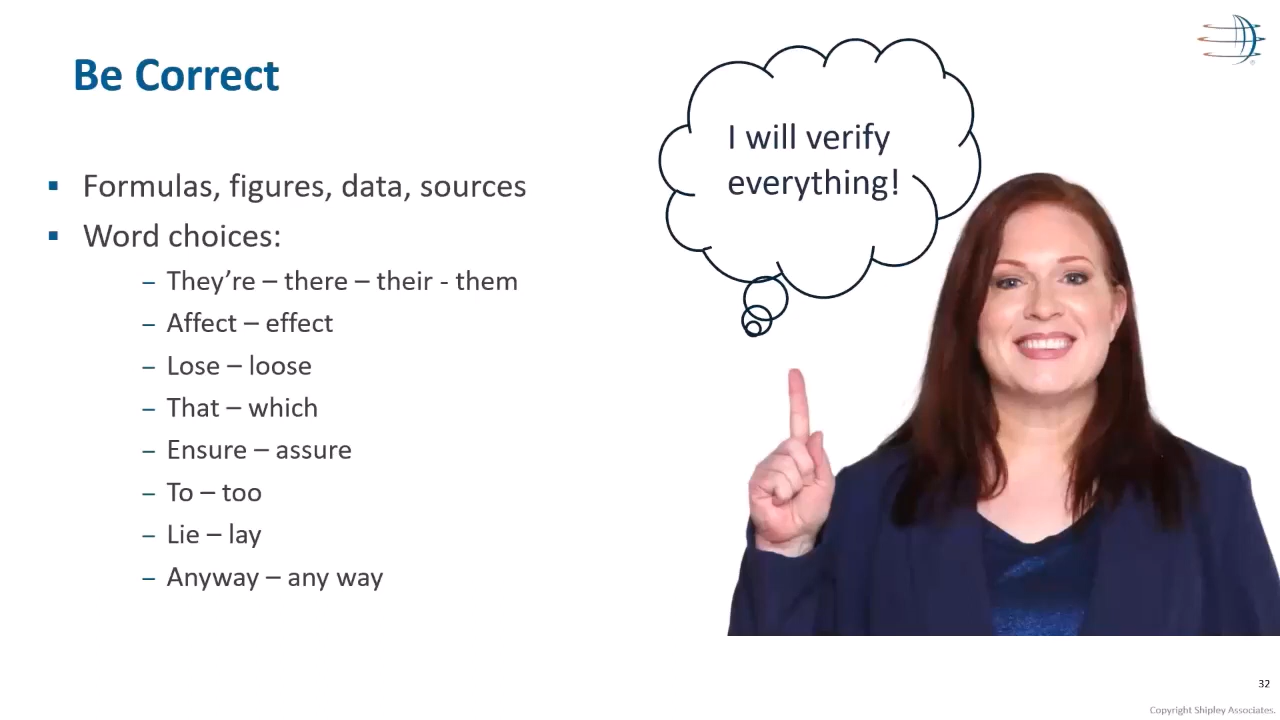 Be Correct
I will verify
everything!
▪ Formulas, figures, data, sources
▪ Word choices:
– They’re – there – their - them
– Affect – effect
– Lose – loose
– That – which
– Ensure – assure
– To – too
– Lie – lay
– Anyway – any way
32
Copyright Shipley Associates.